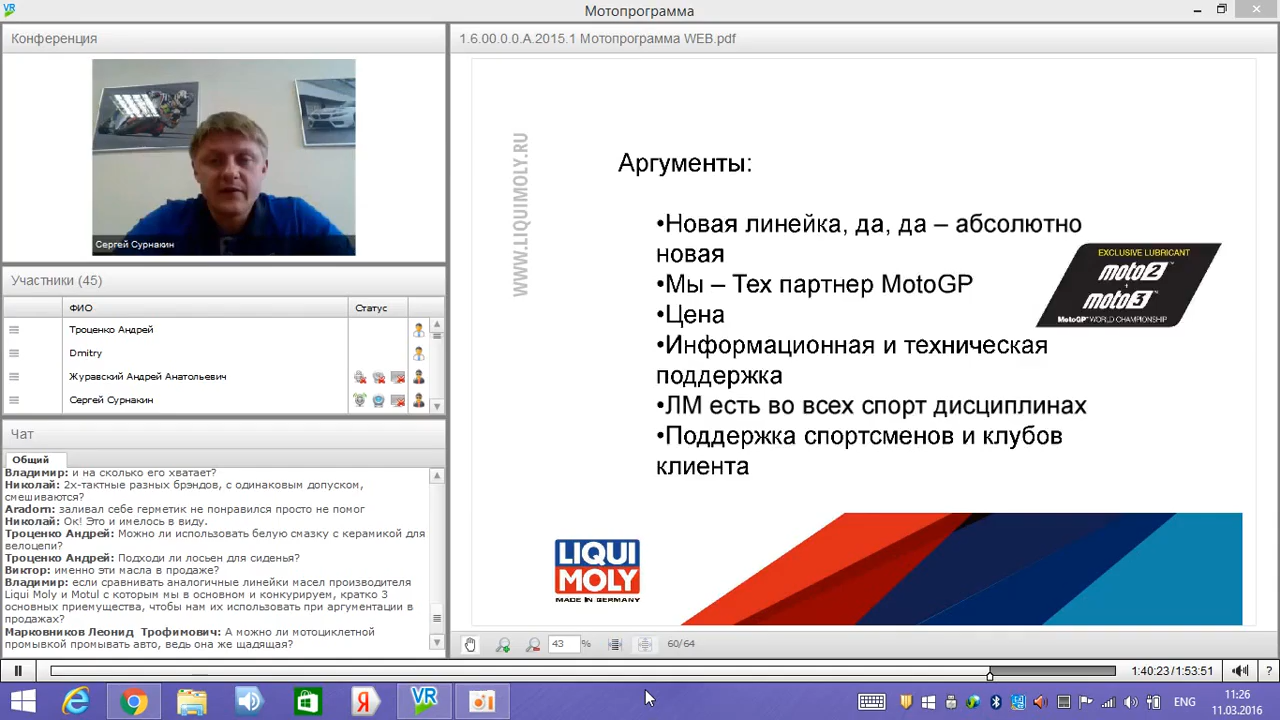 VR
Мотопрограмма
Конференция
1.6.00.0.0.A.2015.1 Мотопрограмма WEB.pdf
Сергей Сурнакин
Участники (45)
ФИО
Статус
Троценко Андрей
Dmitry
Журавский Андрей Анатольевич
Сергей Сурнакин
Чат
Общий
Владимир: и на сколько его хватает?
Николай: 2х-тактные разных брэндов, с одинаковым допуском,
смешиваются?
Aradorn: заливал себе герметик не понравился просто не помог
Николай: Ок! Это и имелось в виду.
Троценко Андрей: Можно ли использовать белую смазку с керамикой для
велоцепи?
Троценко Андрей: Подходи ли лосьен для сиденья?
Виктор: именно эти масла в продаже?
Владимир: если сравнивать аналогичные линейки масел производителя
Liqui Moly и Motul с которым мы в основном и конкурируем, кратко 3
основных приемущества, чтобы нам их использовать при аргументации в
продажах?
Марковников Леонид Трофимович: А можно ли мотоциклетной
промывкой промывать авто, ведь она же щадящая?
WWW.LIQUIMOLY.RU
Аргументы:
•Новая линейка, да, да – абсолютно
новая
•Мы – Тех партнер MotoGP
•Цена
•Информационная и техническая
поддержка
•ЛМ есть во всех спорт дисциплинах
•Поддержка спортсменов и клубов
клиента
EXCLUSIVE LUBRICANT
moto2™
+
moto3™
MotoGP™ WORLD CHAMPIONSHIP
LIQUI
MOLY
MADE IN GERMANY
43 %
60/64
1:40:23/1:53:51
?
VR
ENG
11:26
11.03.2016